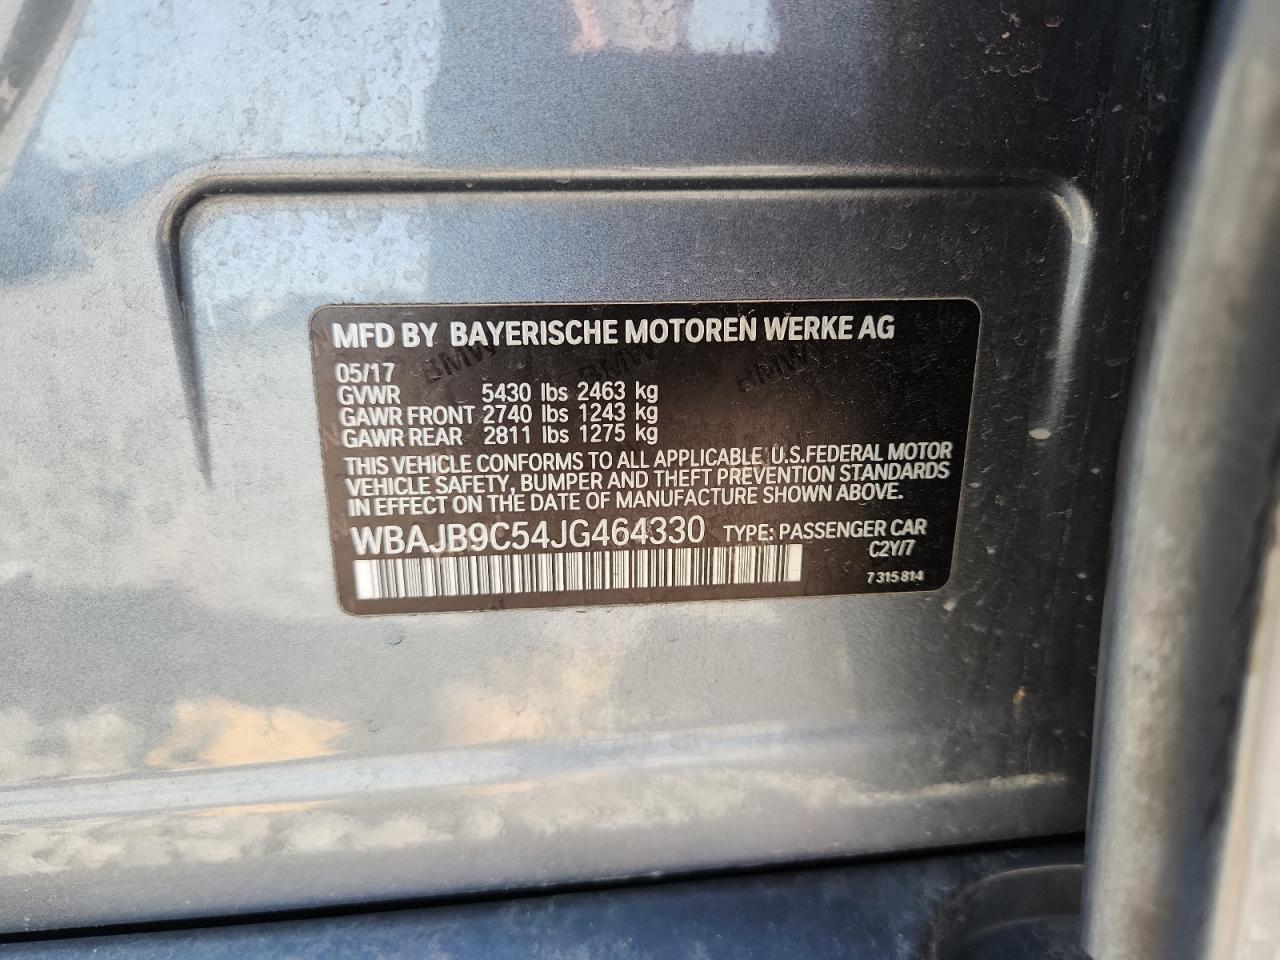 MFD BY BAYERISCHE MOTOREN WERKE AG
05/17
GVWR 5430 lbs 2463 kg
GAWR FRONT 2740 lbs 1243 kg
GAWR REAR 2811 lbs 1275 kg
THIS VEHICLE CONFORMS TO ALL APPLICABLE U.S.FEDERAL MOTOR
VEHICLE SAFETY, BUMPER AND THEFT PREVENTION STANDARDS
IN EFFECT ON THE DATE OF MANUFACTURE SHOWN ABOVE.
WBAJB9C54JG464330 TYPE: PASSENGER CAR
C2Y/7
7 315 814
BMW BMW BMW